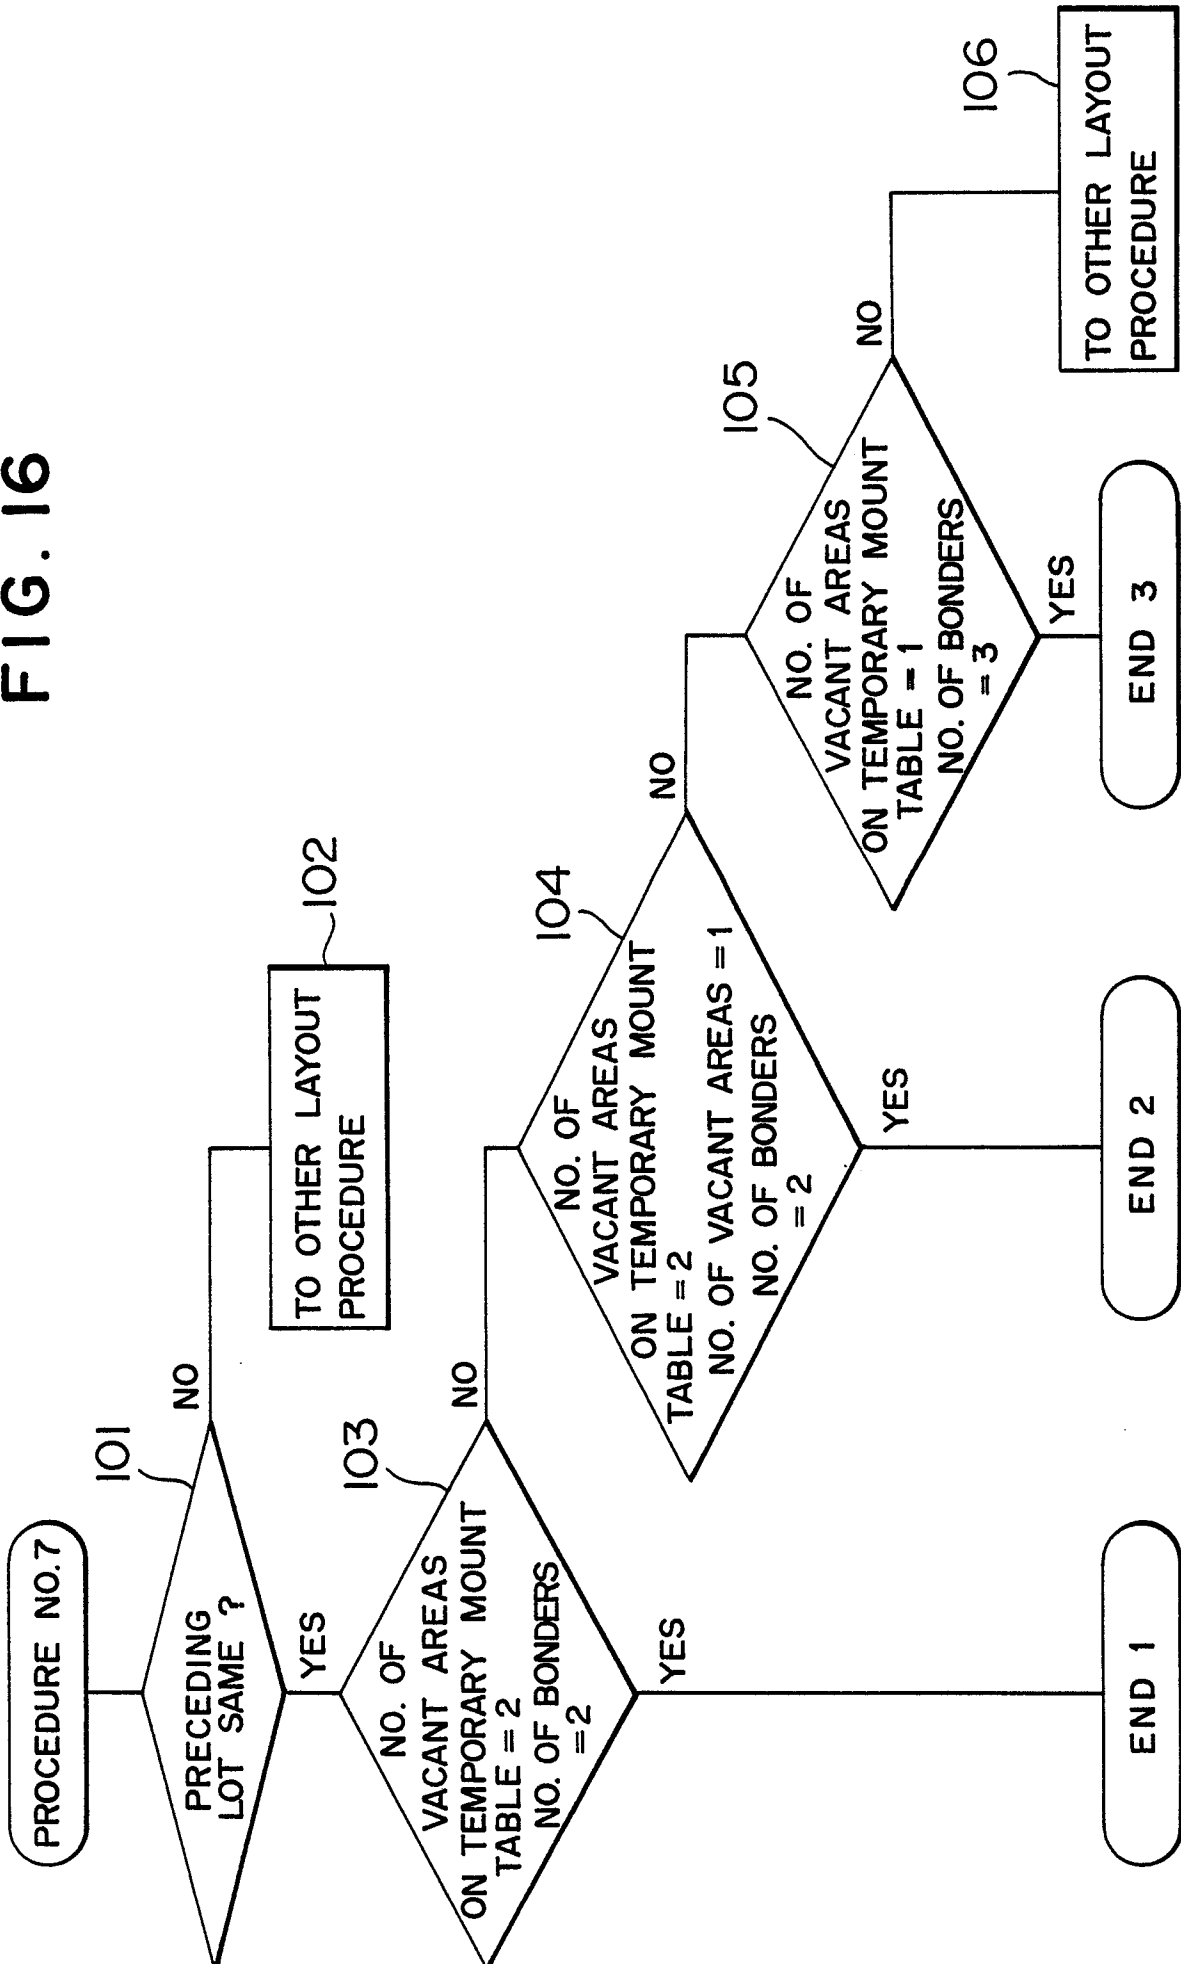 FIG. 16
PROCEDURE NO. 7
101
PRECEDING
LOT SAME ?
NO
YES
102
TO OTHER LAYOUT
PROCEDURE
103
NO. OF
VACANT AREAS
ON TEMPORARY MOUNT
TABLE = 2
NO. OF BONDERS
= 2
NO
YES
END 1
104
NO. OF
VACANT AREAS
ON TEMPORARY MOUNT
TABLE = 2
NO. OF VACANT AREAS = 1
NO. OF BONDERS
= 2
NO
YES
END 2
105
NO. OF
VACANT AREAS
ON TEMPORARY MOUNT
TABLE = 1
NO. OF BONDERS
= 3
NO
YES
END 3
106
TO OTHER LAYOUT
PROCEDURE